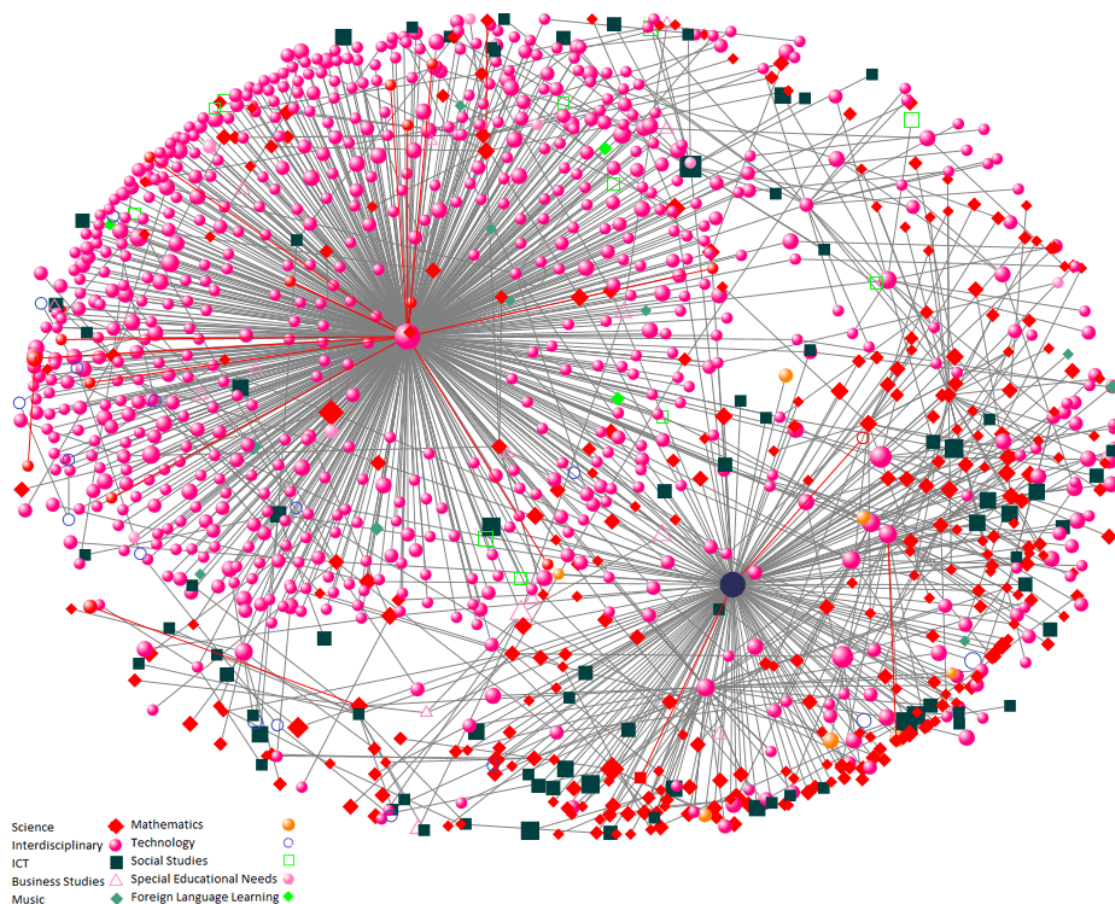 Science Mathematics
Interdisciplinary Technology
ICT Social Studies
Business Studies Special Educational Needs
Music Foreign Language Learning